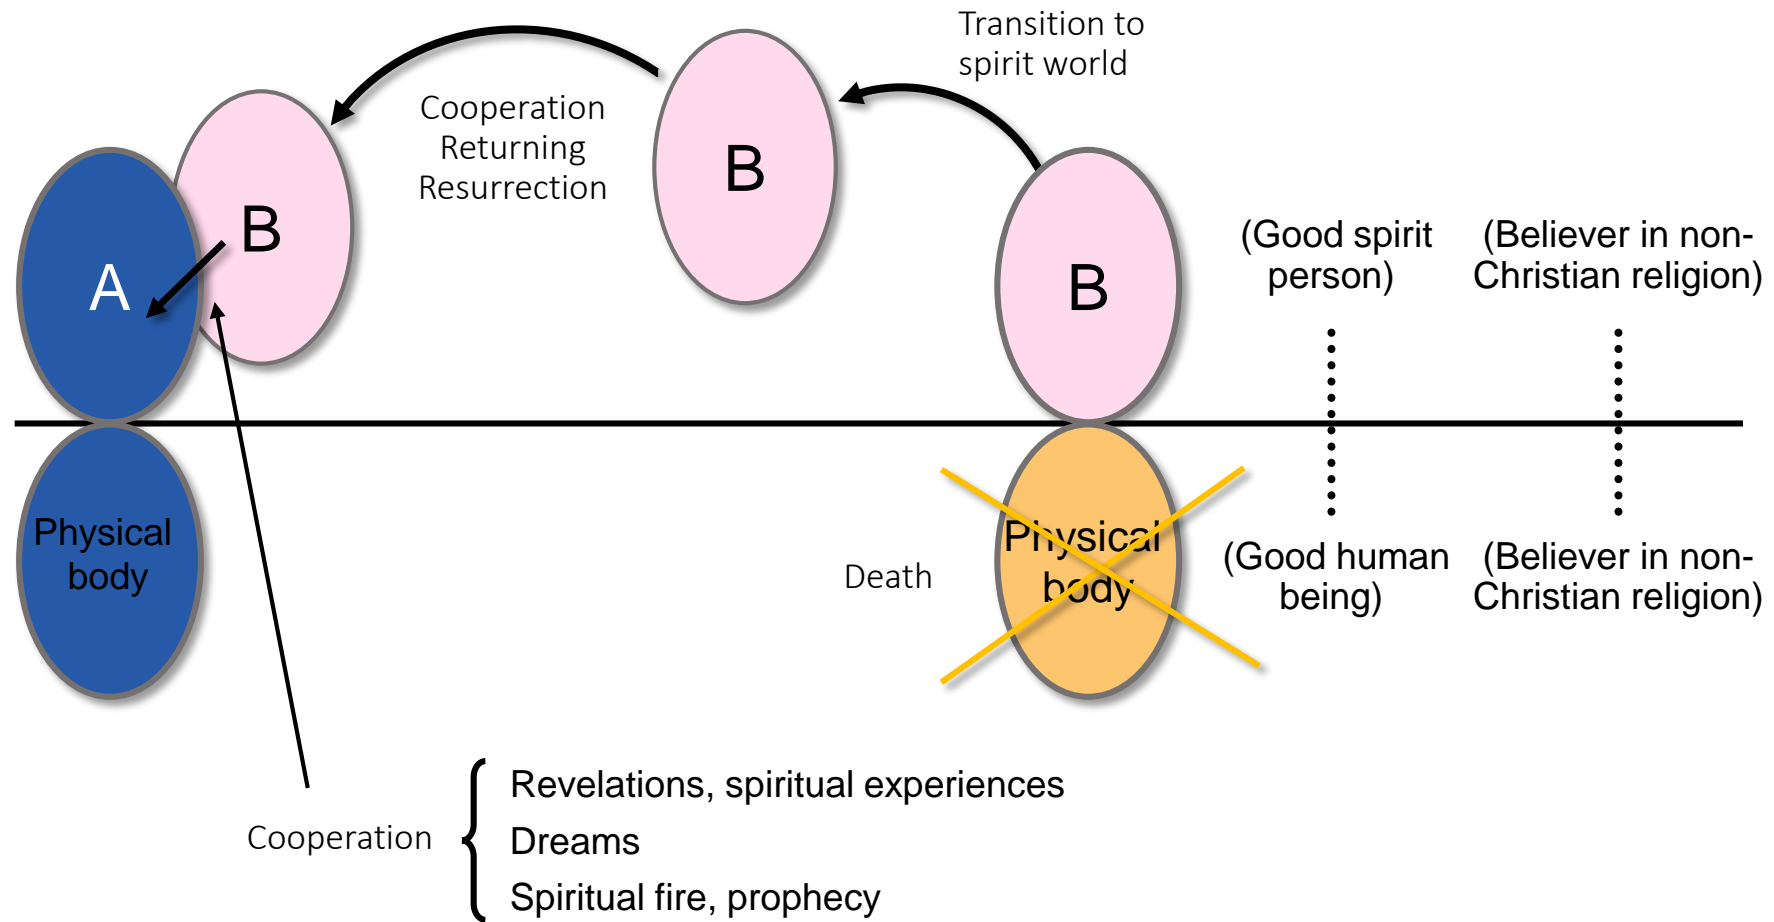 Transition to
spirit world
Cooperation
Returning
Resurrection
B
B
A
B
(Good spirit
person)
(Believer in non-
Christian religion)
Physical
body
Death
Physical
body
(Good human
being)
(Believer in non-
Christian religion)
Cooperation
Revelations, spiritual experiences
Dreams
Spiritual fire, prophecy